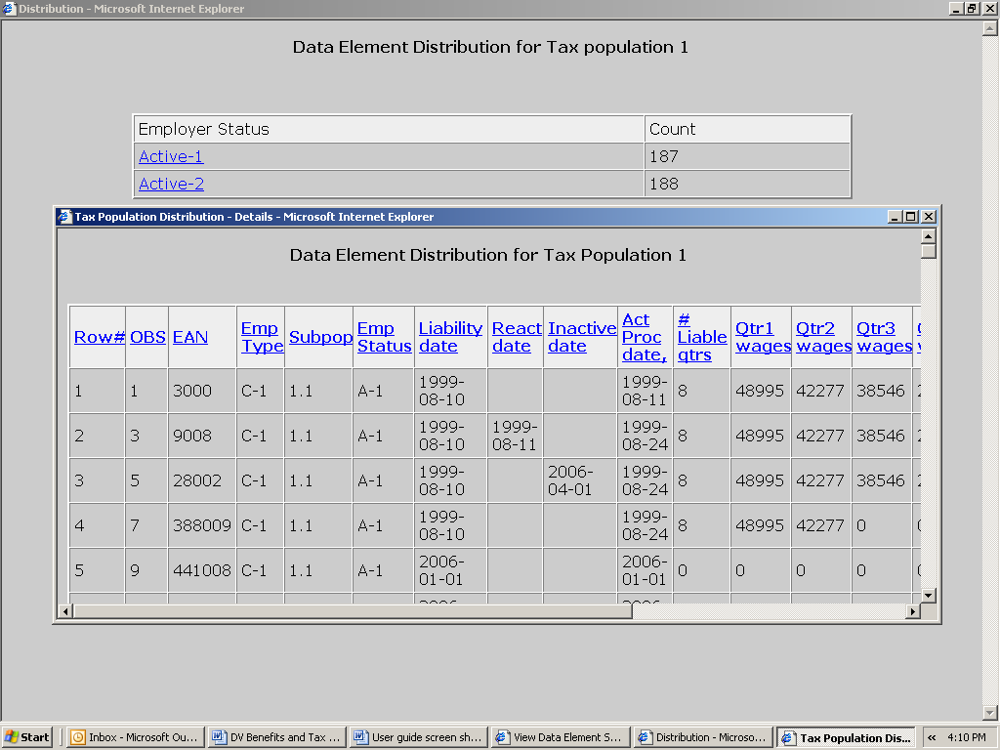 Distribution - Microsoft Internet Explorer
Data Element Distribution for Tax population 1
Employer Status Count
Active-1 187
Active-2 188
Tax Population Distribution - Details - Microsoft Internet Explorer
Data Element Distribution for Tax Population 1
Row# OBS EAN Emp Type Subpop Emp Status Liability date React date Inactive date Act Proc date, # Liable qtrs Qtr1 wages Qtr2 wages Qtr3 wages
1 1 3000 C-1 1.1 A-1 1999-08-10 1999-08-11 8 48995 42277 38546
2 3 9008 C-1 1.1 A-1 1999-08-10 1999-08-11 1999-08-24 8 48995 42277 38546
3 5 28002 C-1 1.1 A-1 1999-08-10 2006-04-01 1999-08-24 8 48995 42277 38546
4 7 388009 C-1 1.1 A-1 1999-08-10 1999-08-24 8 48995 42277 0
5 9 441008 C-1 1.1 A-1 2006-01-01 2006-01-01 0 0 0 0
Start Inbox - Microsoft Ou... DV Benefits and Tax ... User guide screen sh... View Data Element S... Distribution - Microso... Tax Population Dis... « 4:10 PM